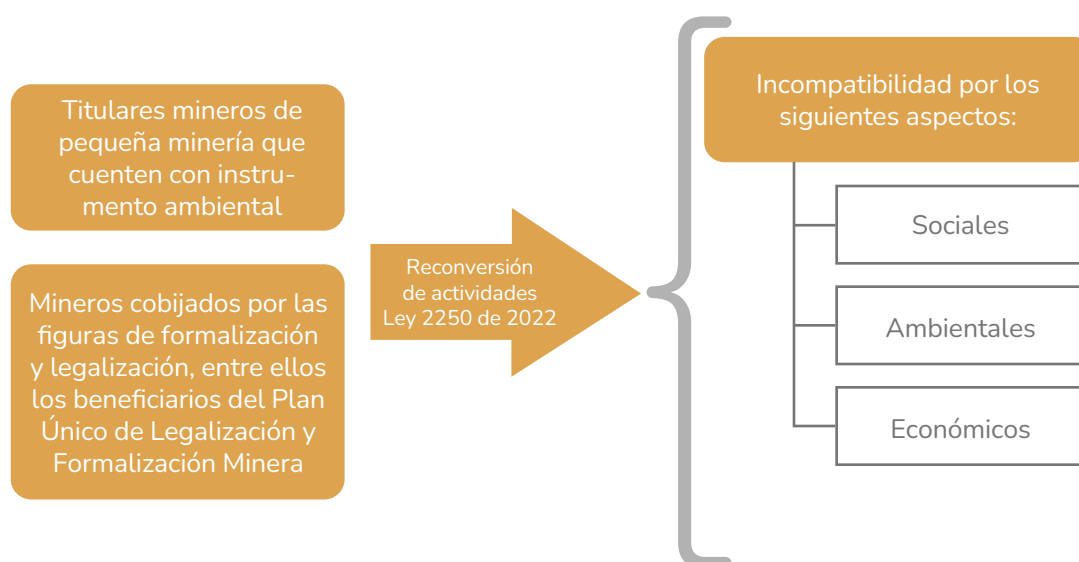 Titulares mineros de
pequeña minería que
cuenten con instru-
mento ambiental
Mineros cobijados por las
figuras de formalización
y legalización, entre ellos
los beneficiarios del Plan
Único de Legalización y
Formalización Minera
Reconversión
de actividades
Ley 2250 de 2022
Incompatibilidad por los
siguientes aspectos:
Sociales
Ambientales
Económicos